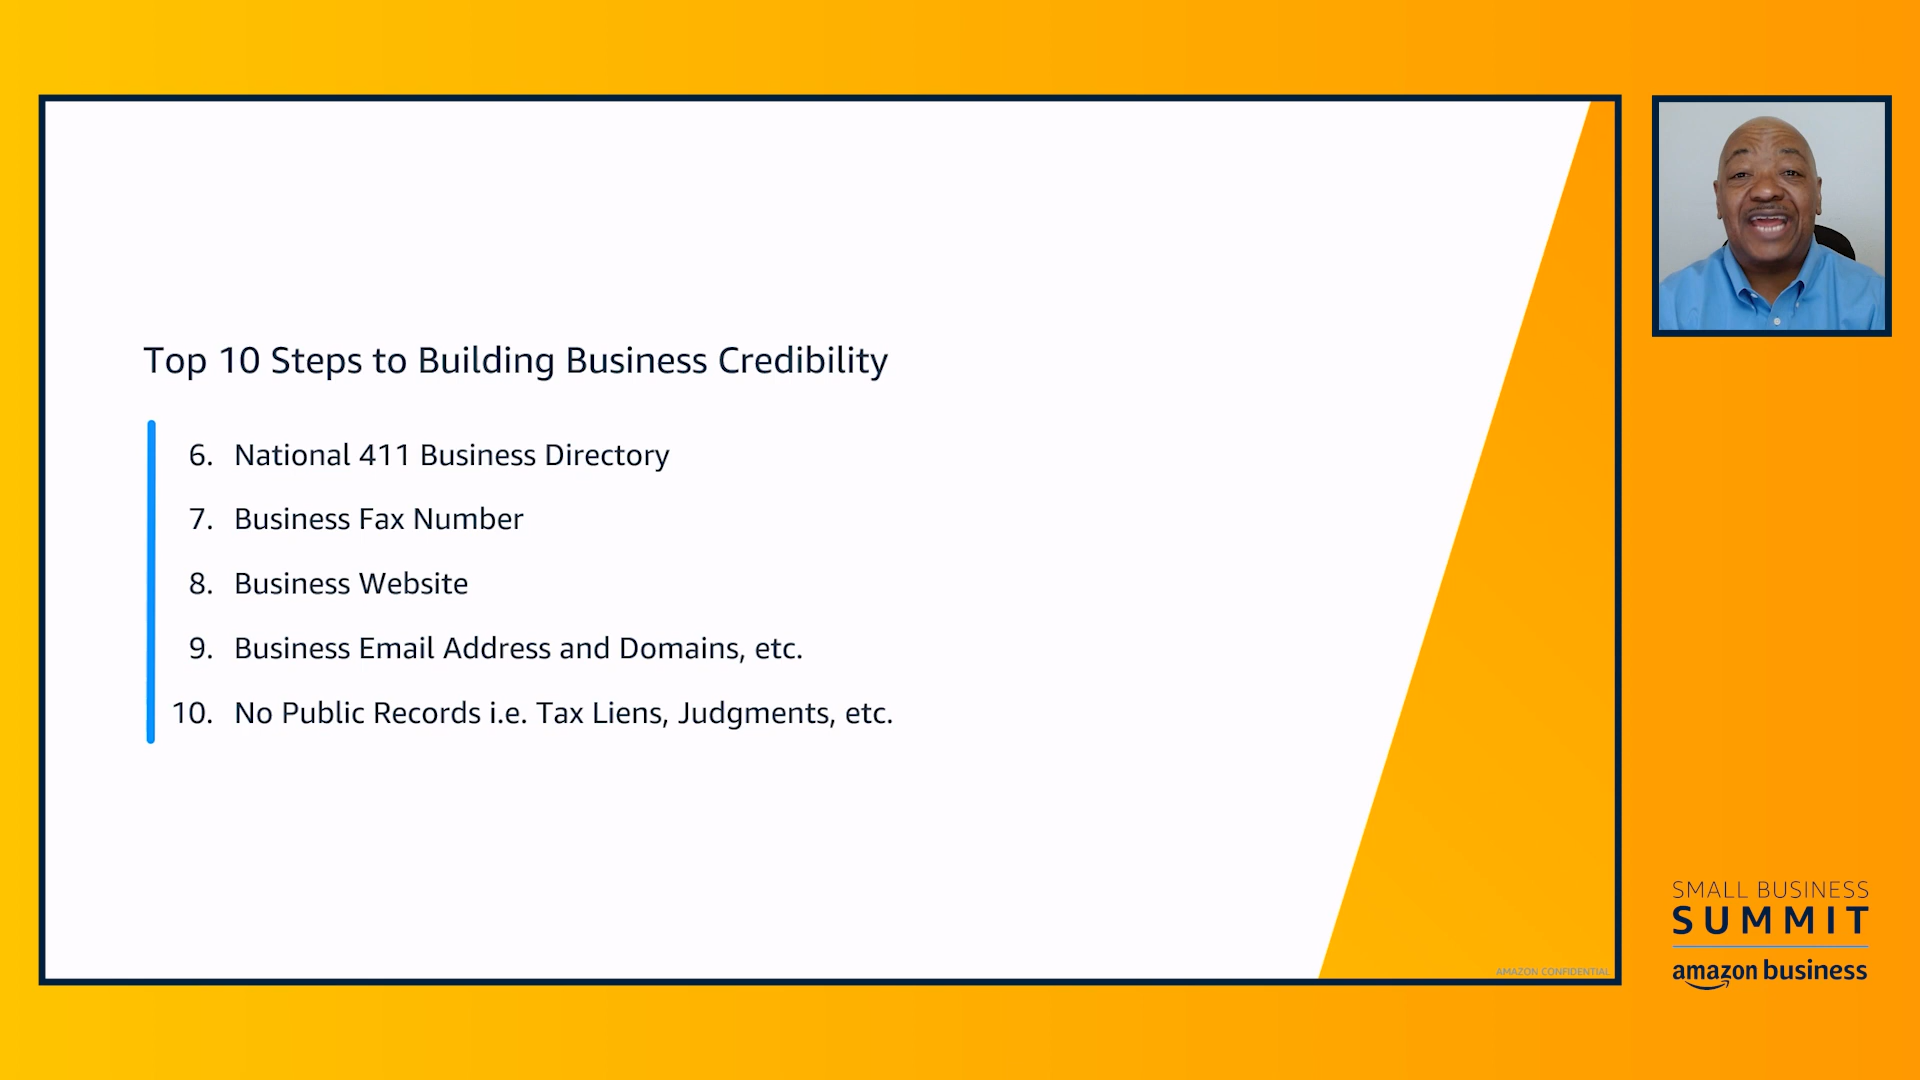 Top 10 Steps to Building Business Credibility
6. National 411 Business Directory
7. Business Fax Number
8. Business Website
9. Business Email Address and Domains, etc.
10. No Public Records i.e. Tax Liens, Judgments, etc.
AMAZON CONFIDENTIAL
SMALL BUSINESS
SUMMIT
amazon business